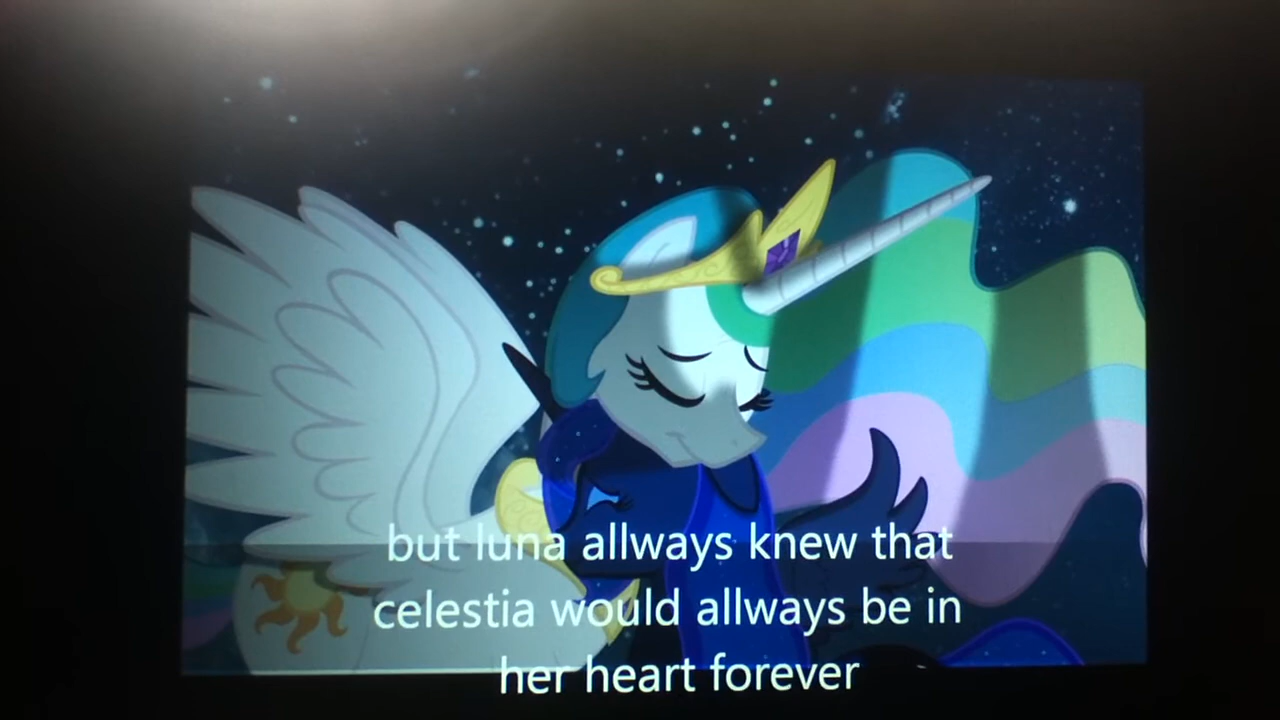 but luna allways knew that
celestia would allways be in
her heart forever